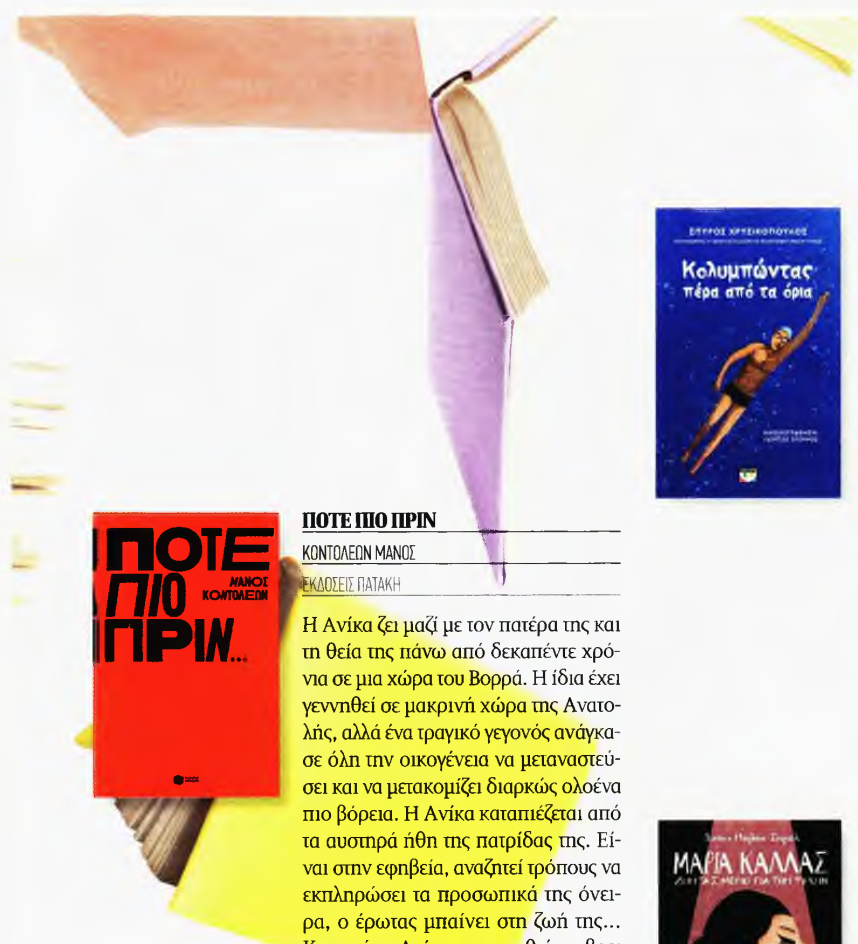 ΣΠΥΡΟΣ ΧΡΥΣΙΚΟΠΟΥΛΟΣ
Κολυμπώντας
πέρα από τα όρια
ΠΟΤΕ
ΠΙΟ
ΜΑΝΟΣ
ΚΟΝΤΟΛΕΩΝ
ΠΡΙΝ...
ΠΟΤΕ ΠΙΟ ΠΡΙΝ
ΚΟΝΤΟΛΕΩΝ ΜΑΝΟΣ
ΕΚΔΟΣΕΙΣ ΠΑΤΑΚΗ
Η Ανίκα ζει μαζί με τον πατέρα της και
τη θεία της πάνω από δεκαπέντε χρό-
νια σε μια χώρα του Βορρά. Η ίδια έχει
γεννηθεί σε μακρινή χώρα της Ανατο-
λής, αλλά ένα τραγικό γεγονός ανάγκα-
σε όλη την οικογένεια να μεταναστεύ-
σει και να μετακομίζει διαρκώς ολοένα
πιο βόρεια. Η Ανίκα καταπιέζεται από
τα αυστηρά ήθη της πατρίδας της. Εί-
ναι στην εφηβεία, αναζητεί τρόπους να
εκπληρώσει τα προσωπικά της όνει-
ρα, ο έρωτας μπαίνει στη ζωή της...
ΜΑΡΙΑ ΚΑΛΛΑΣ